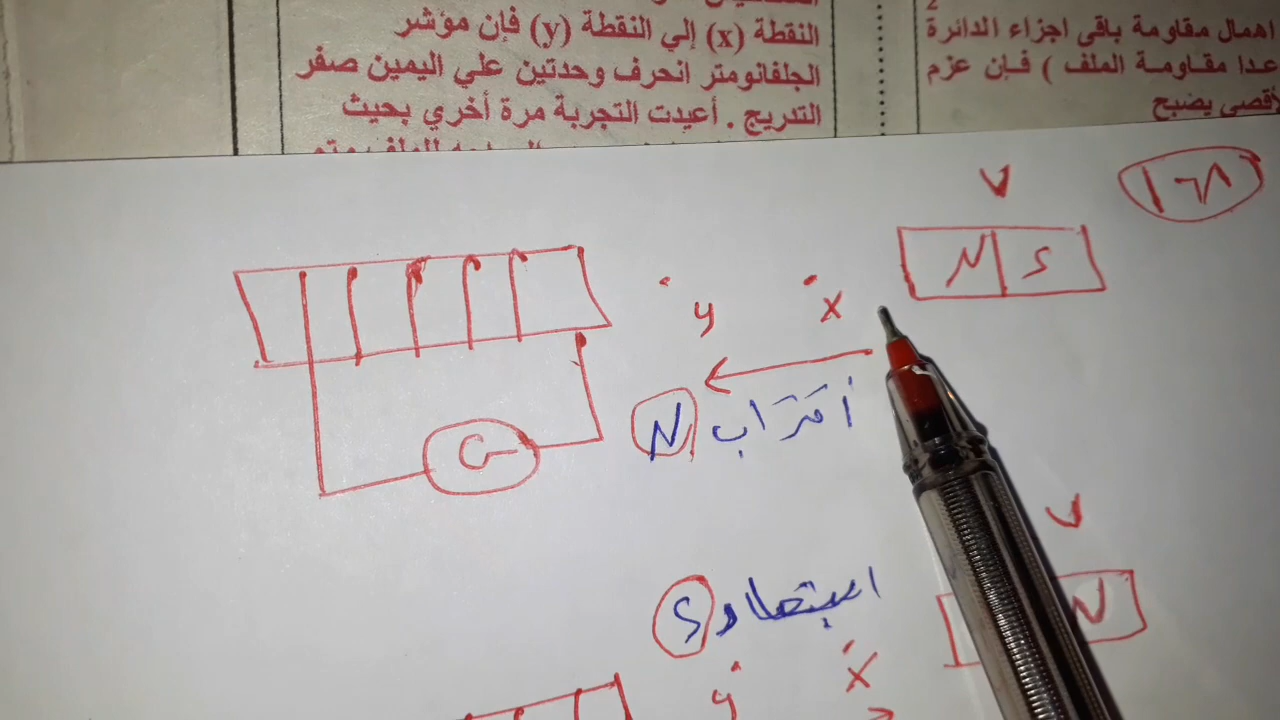 اهمال مقاومة باقي اجزاء الدائرة
عدا مقاومة الملف ) فإن عزم
أقصى يصبح
النقطة (x) إلي النقطة (y) فإن مؤشر
الجلفانومتر انحرف وحدتين علي اليمين صفر
التدريج . أعيدت التجربة مرة أخري بحيث
١٦٨
v
N S
y x
اقتراب N
G
v
ابتعاد S
N
y x